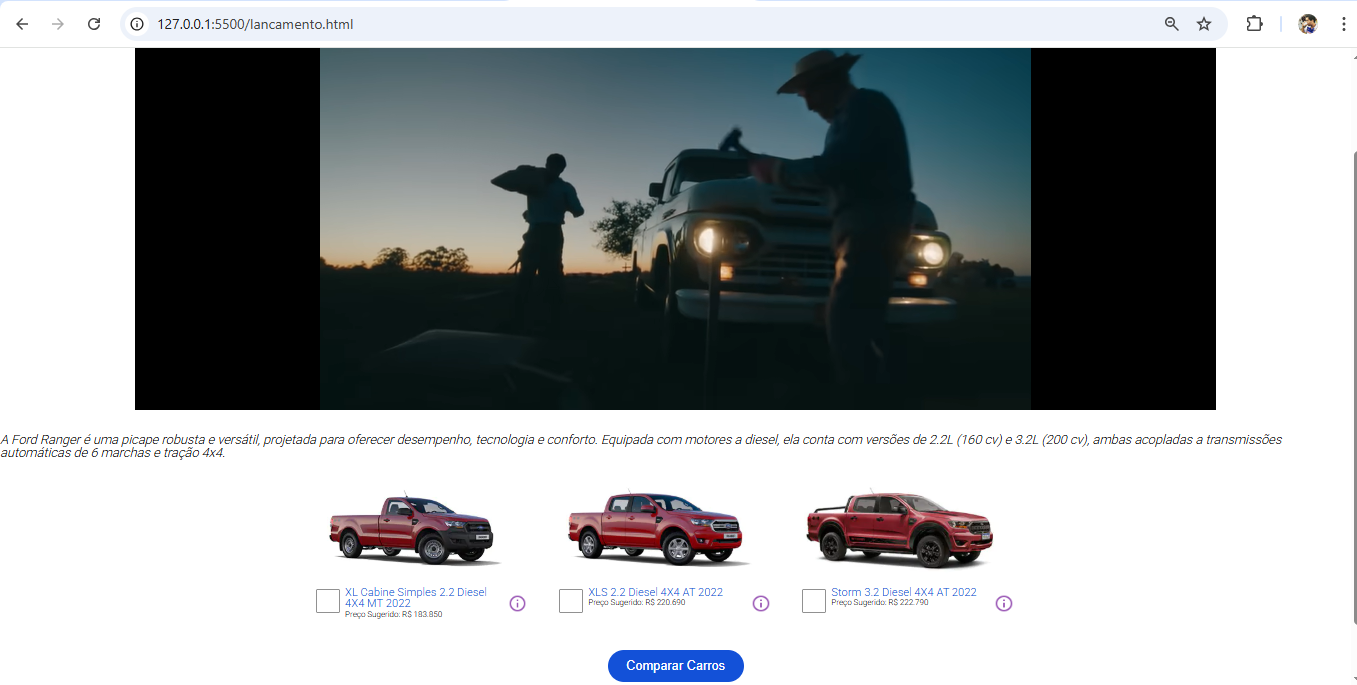 127.0.0.1:5500/lancamento.html
A Ford Ranger é uma picape robusta e versátil, projetada para oferecer desempenho, tecnologia e conforto. Equipada com motores a diesel, ela conta com versões de 2.2L (160 cv) e 3.2L (200 cv), ambas acopladas a transmissões
automáticas de 6 marchas e tração 4x4.
XL Cabine Simples 2.2 Diesel
4X4 MT 2022
Preço Sugerido: R$ 183.850
XLS 2.2 Diesel 4X4 AT 2022
Preço Sugerido: R$ 220.690
Storm 3.2 Diesel 4X4 AT 2022
Preço Sugerido: R$ 222.790
Comparar Carros